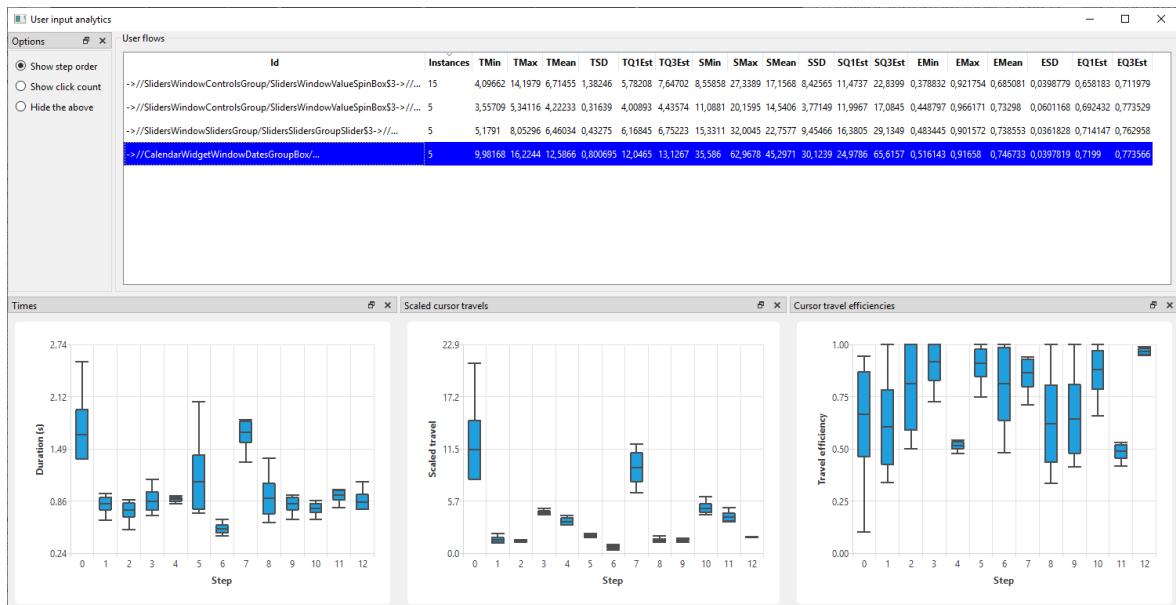 User input analytics
Options
User flows
Show step order
Show click count
Hide the above
Id Instances TMin TMax TMean TSD TQ1Est TQ3Est SMin SMax SMean SSD SQ1Est SQ3Est EMin EMax EMean ESD EQ1Est EQ3Est
->//SlidersWindowControlsGroup/SlidersWindowValueSpinBox$3->//... 15 4,09662 14,1979 6,71455 1,38246 5,78208 7,64702 8,55858 27,3389 17,1568 8,42565 11,4737 22,8399 0,378832 0,921754 0,685081 0,0398779 0,658183 0,711979
->//SlidersWindowControlsGroup/SlidersWindowValueSpinBox$3->//... 5 3,55709 5,34116 4,22233 0,31639 4,00893 4,43574 11,0881 20,1595 14,5406 3,77149 11,9967 17,0845 0,448797 0,966171 0,73298 0,0601168 0,692432 0,773529
->//SlidersWindowSlidersGroup/SlidersSlidersGroupSlider$3->//... 5 5,1791 8,05296 6,46034 0,43275 6,16845 6,75223 15,3311 32,0045 22,7577 9,45466 16,3805 29,1349 0,483445 0,901572 0,738553 0,0361828 0,714147 0,762958
->//CalendarWidgetWindowDatesGroupBox/... 5 9,98168 16,2244 12,5866 0,800695 12,0465 13,1267 35,586 62,9678 45,2971 30,1239 24,9786 65,6157 0,516143 0,91658 0,746733 0,0397819 0,7199 0,773566
Times
2.74
2.12
1.49
0.86
0.24
Duration (s)
0 1 2 3 4 5 6 7 8 9 10 11 12
Step
Scaled cursor travels
22.9
17.2
11.5
5.7
0.0
Scaled travel
0 1 2 3 4 5 6 7 8 9 10 11 12
Step
Cursor travel efficiencies
1.00
0.75
0.50
0.25
0.00
Travel efficiency
0 1 2 3 4 5 6 7 8 9 10 11 12
Step